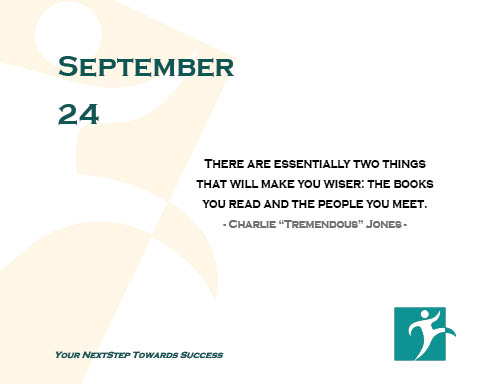 September
24
There are essentially two things
that will make you wiser: the books
you read and the people you meet.
- Charlie “Tremendous” Jones -
Your NextStep Towards Success